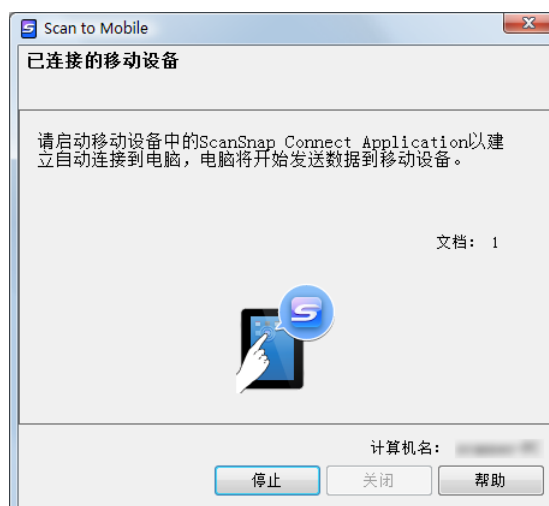 Scan to Mobile
已连接的移动设备
请启动移动设备中的ScanSnap Connect Application以建
立自动连接到电脑，电脑将开始发送数据到移动设备。
文档： 1
计算机名：
停止
关闭
帮助